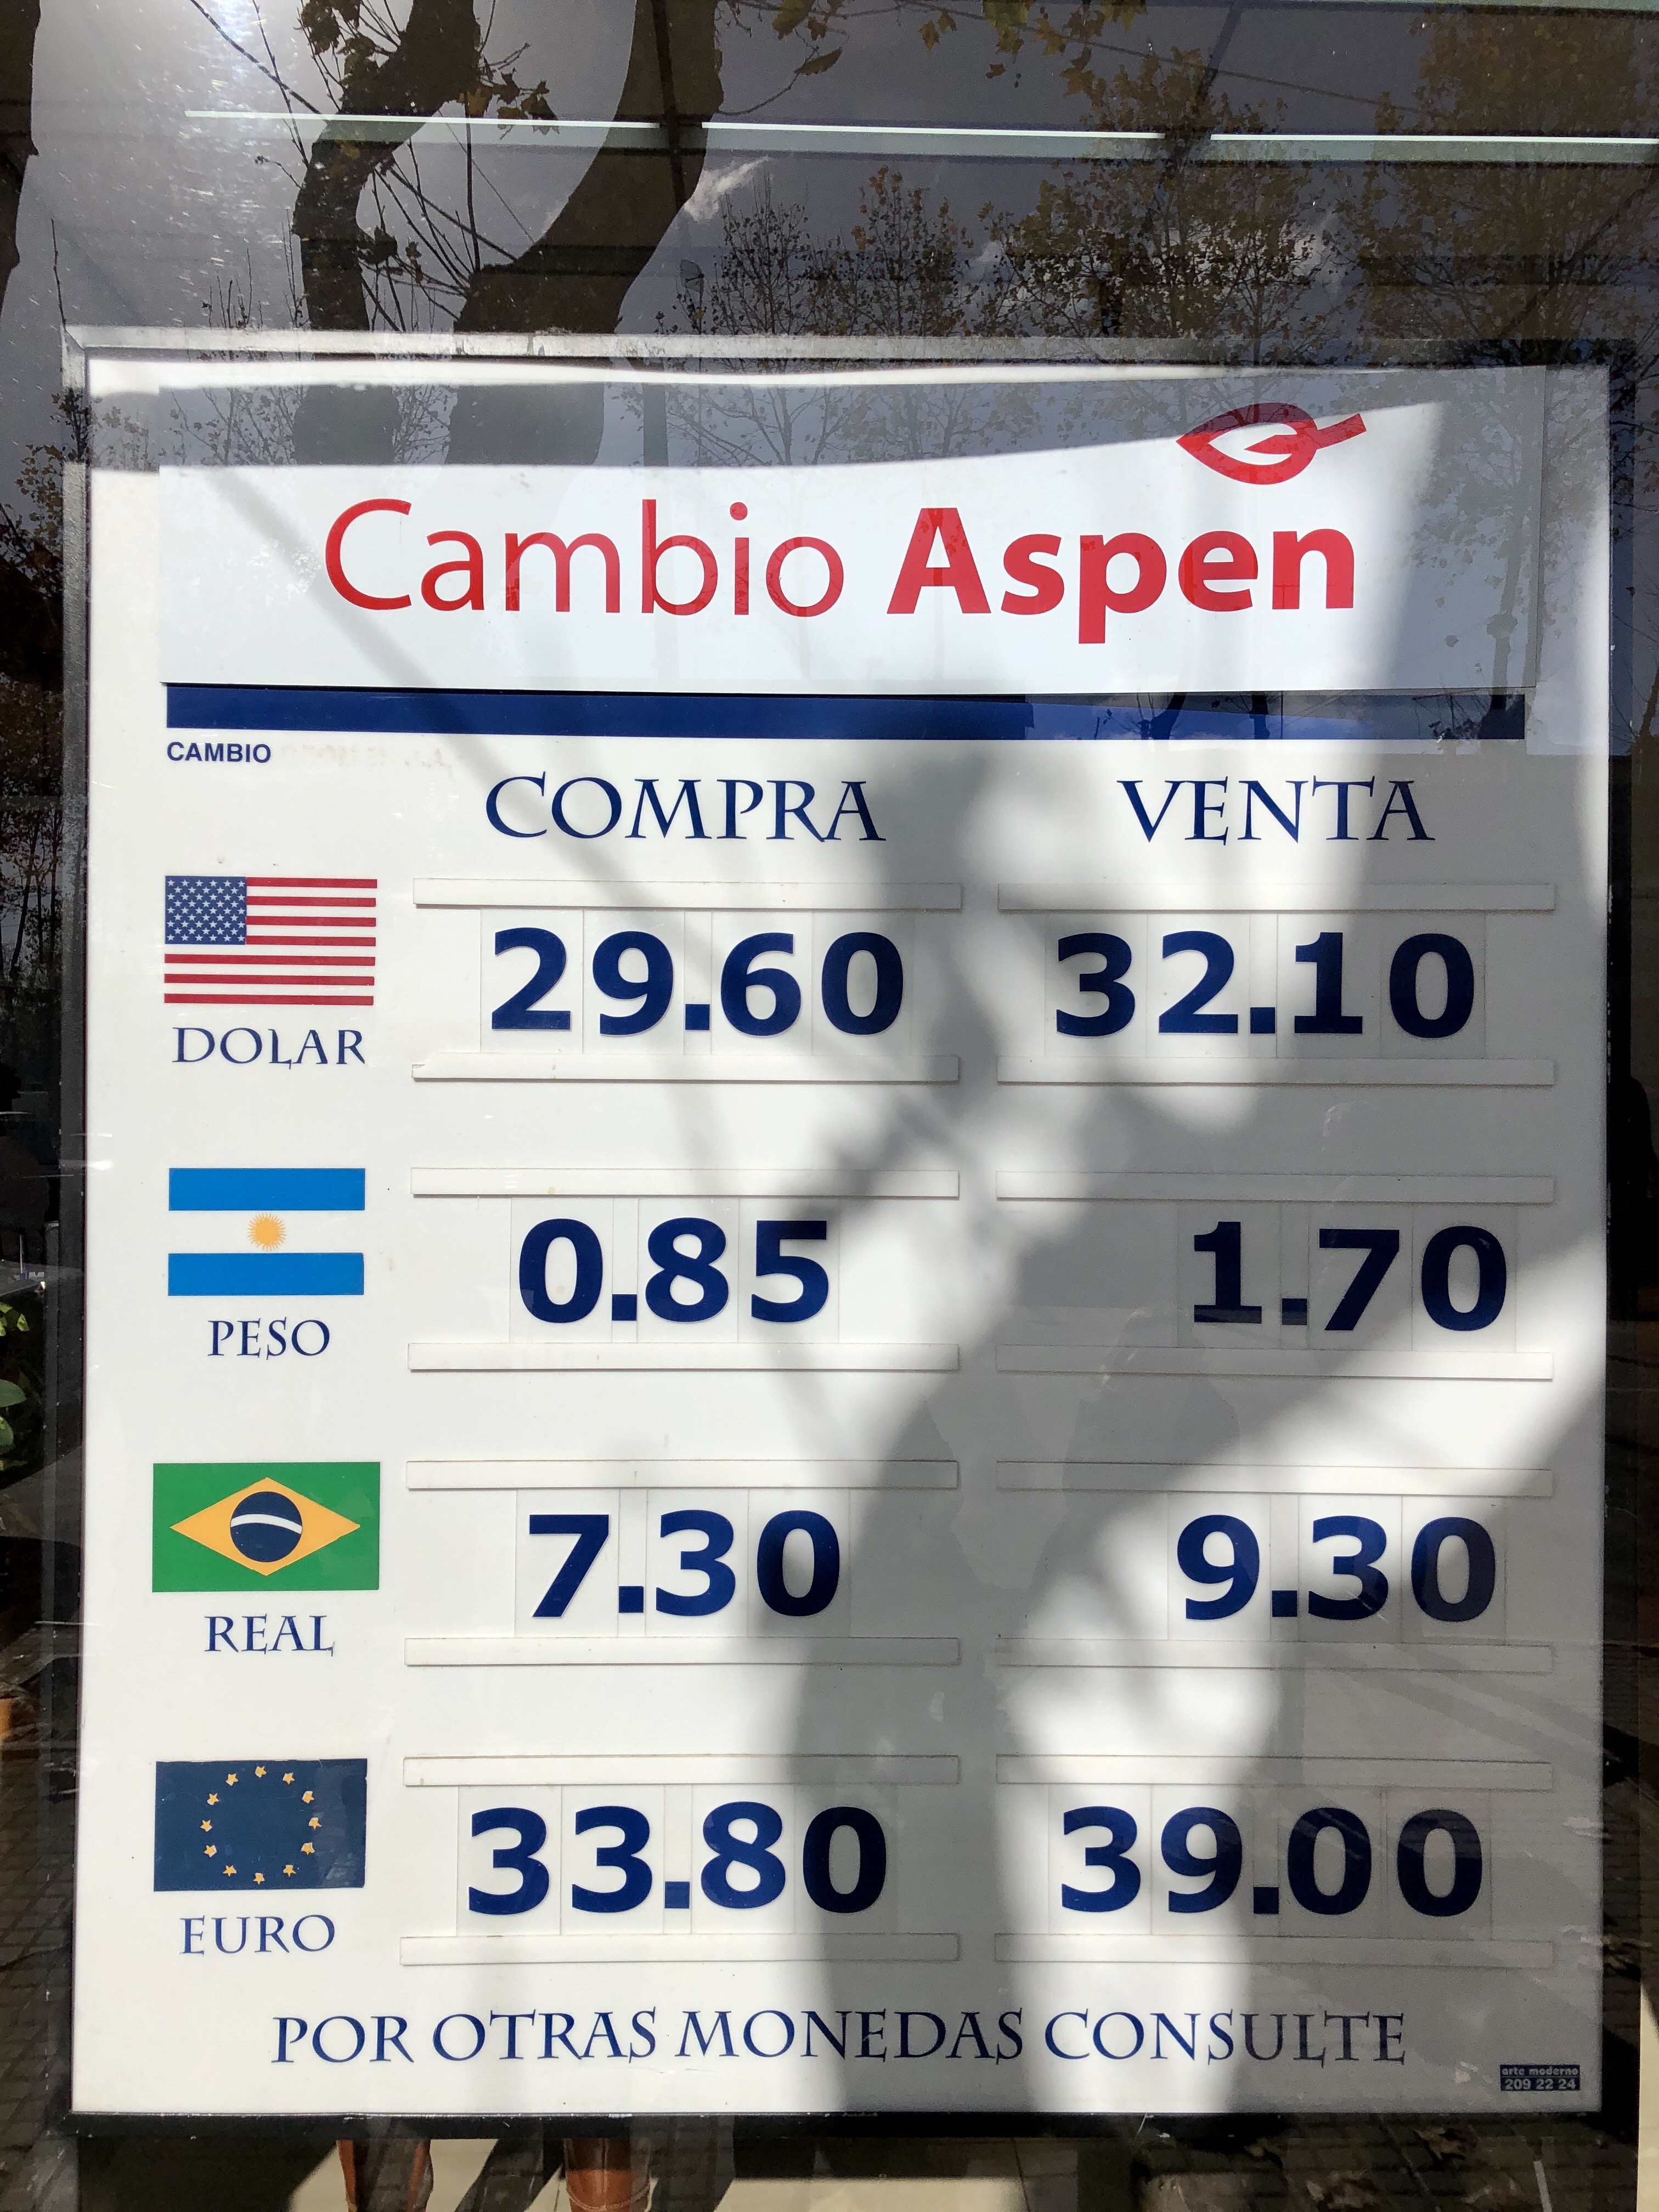 Cambio Aspen
CAMBIO
COMPRA VENTA
29.60 32.10
DOLAR
0.85 1.70
PESO
7.30 9.30
REAL
33.80 39.00
EURO
POR OTRAS MONEDAS CONSULTE
arte moderno
209 22 24